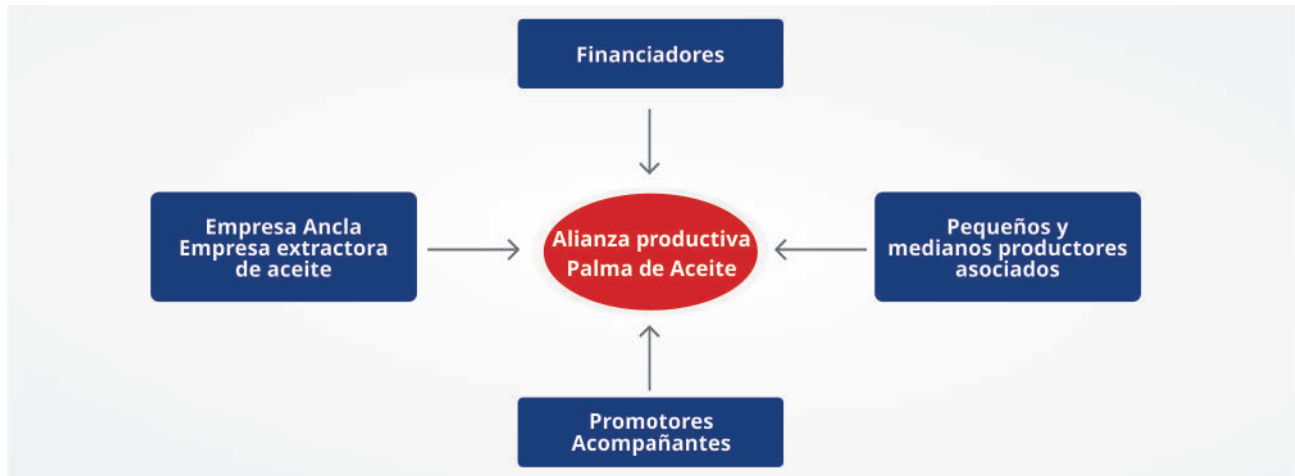 Financiadores
Empresa Ancla
Empresa extractora
de aceite
Alianza productiva
Palma de Aceite
Pequeños y
medianos productores
asociados
Promotores
Acompañantes